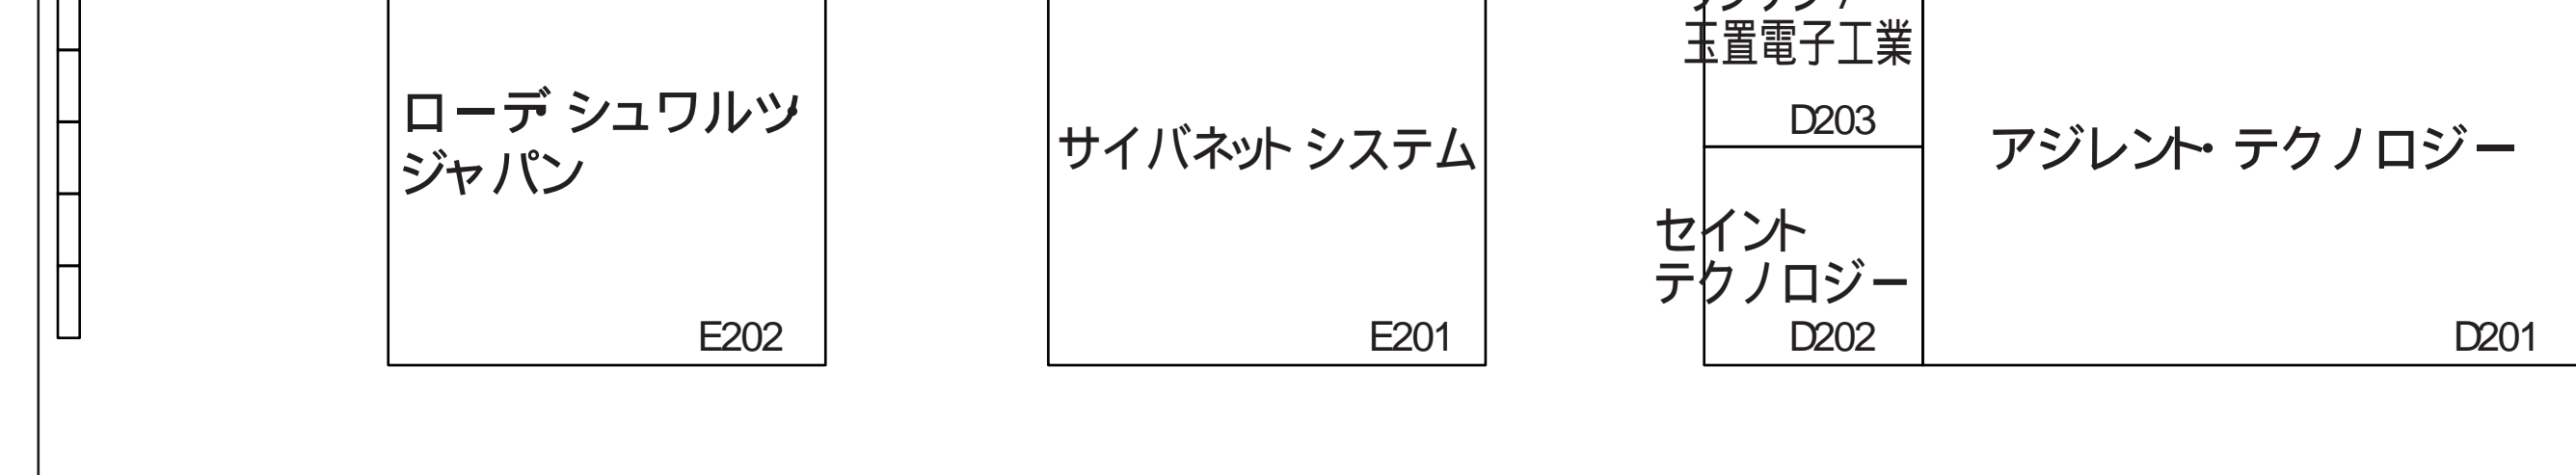 玉置電子工業
D203
ローデ・シュワルツ・
ジャパン
E202
サイバネットシステム
E201
セイント
テクノロジー
D202
アジレント・テクノロジー
D201